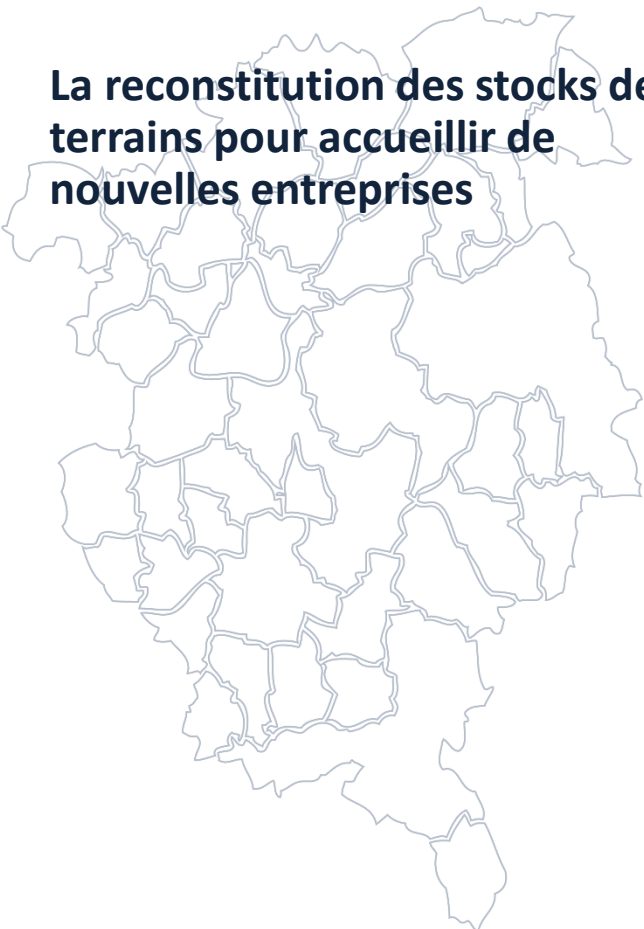 La reconstitution des stocks de
terrains pour accueillir de
nouvelles entreprises